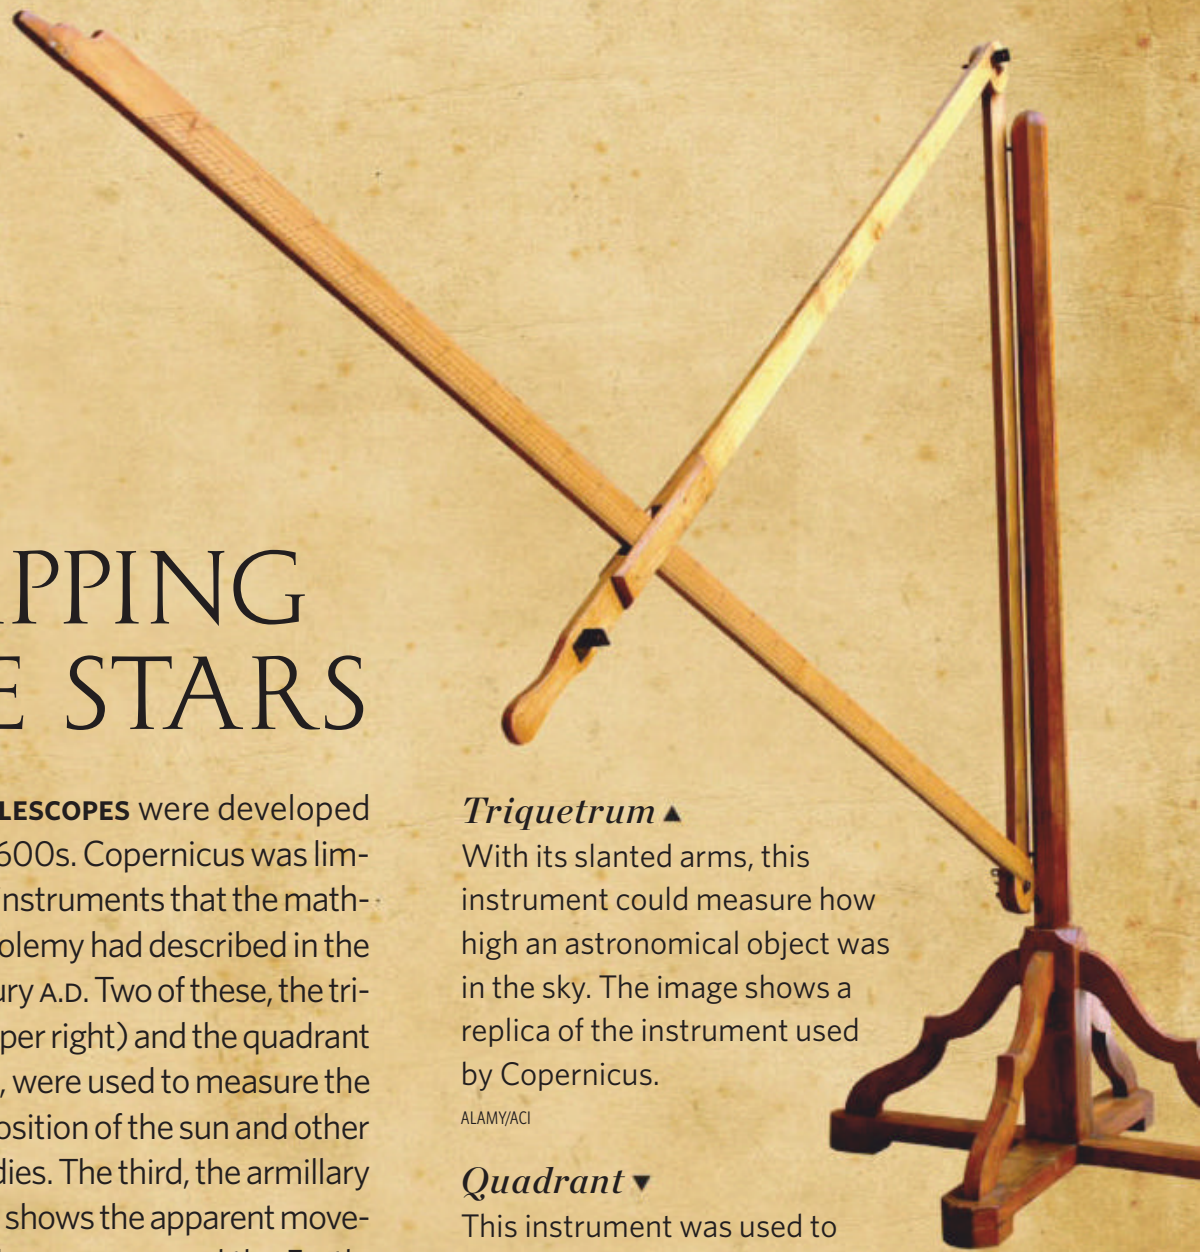 PPING
E STARS
LESCOPES were developed
600s. Copernicus was lim-
nstruments that the math-
olemy had described in the
ury A.D. Two of these, the tri-
per right) and the quadrant
, were used to measure the
osition of the sun and other
dies. The third, the armillary
shows the apparent move-
Triquetrum ▲
With its slanted arms, this
instrument could measure how
high an astronomical object was
in the sky. The image shows a
replica of the instrument used
by Copernicus.
ALAMY/ACI
Quadrant ▼
This instrument was used to